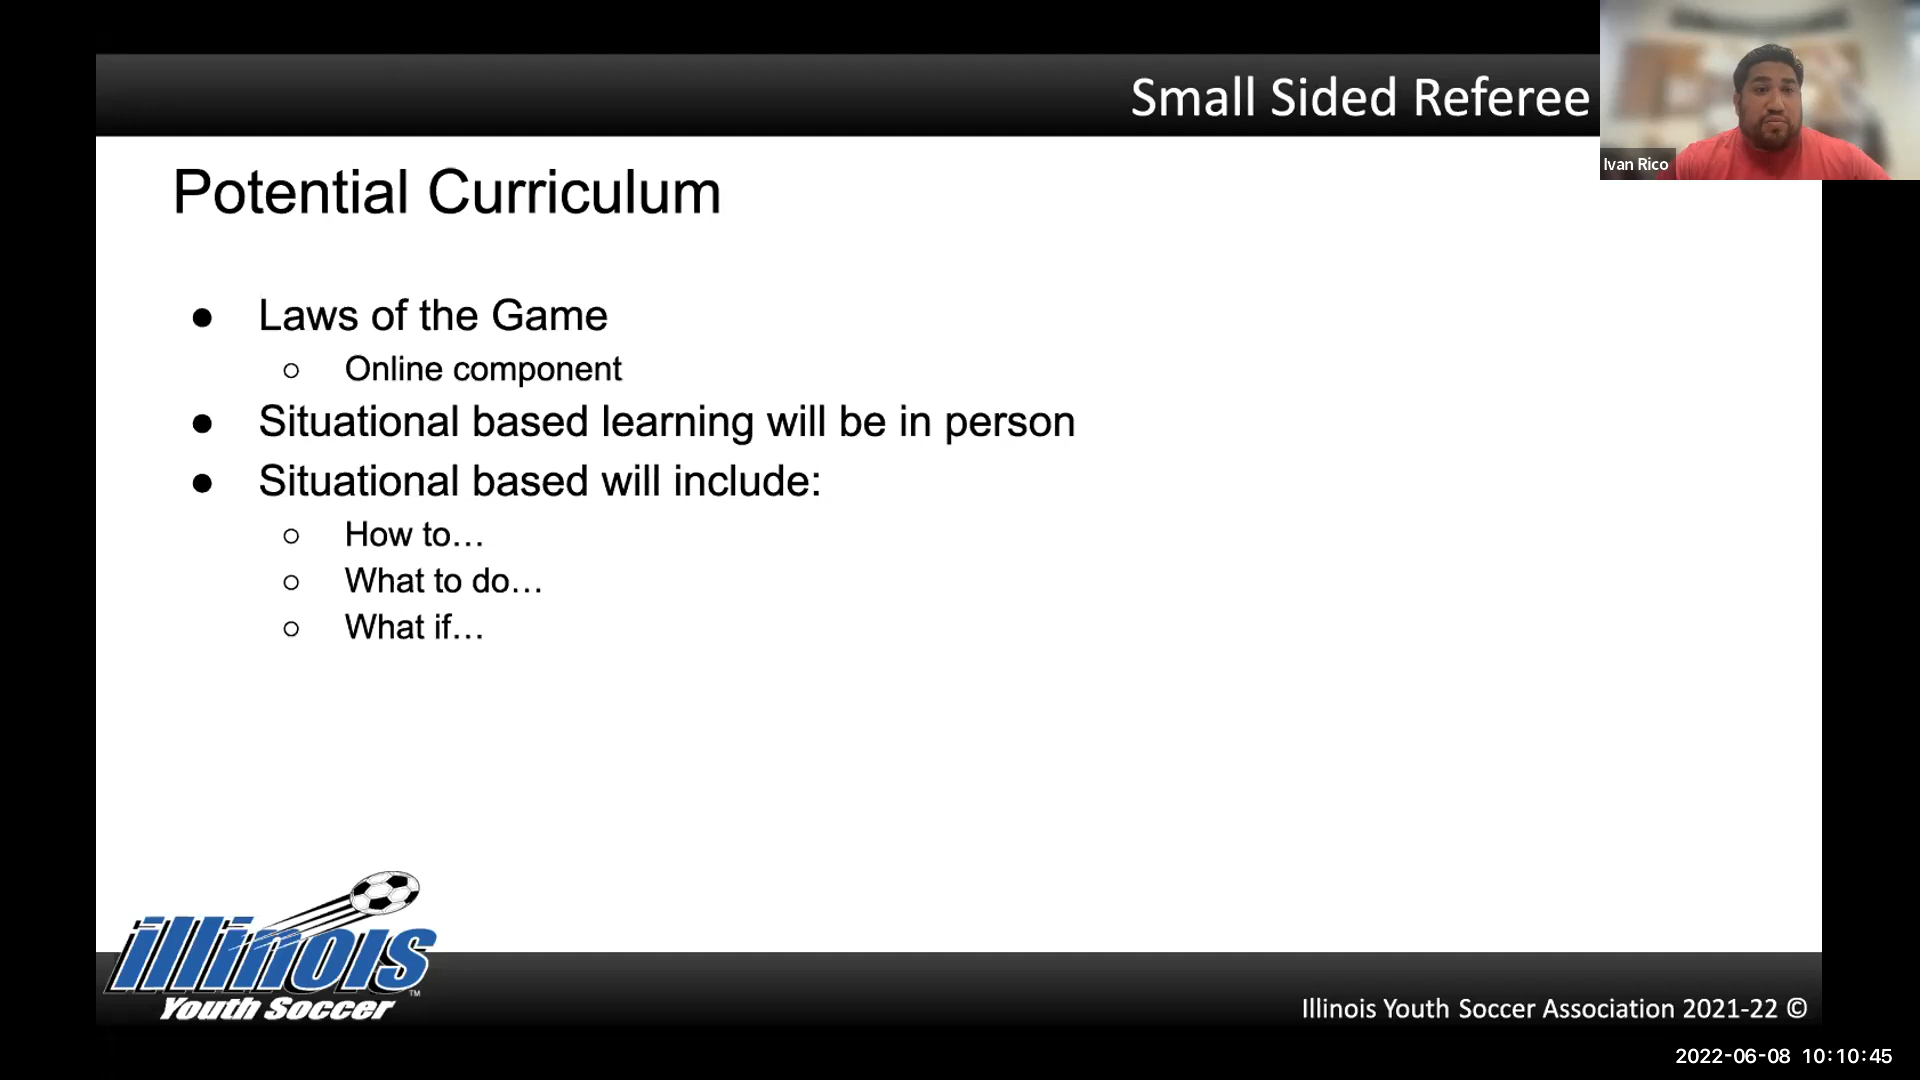 Small Sided Referee
Ivan Rico
Potential Curriculum
● Laws of the Game
○ Online component
● Situational based learning will be in person
● Situational based will include:
○ How to…
○ What to do…
○ What if…
illinois
Youth Soccer™
Illinois Youth Soccer Association 2021-22 ©
2022-06-08 10:10:45